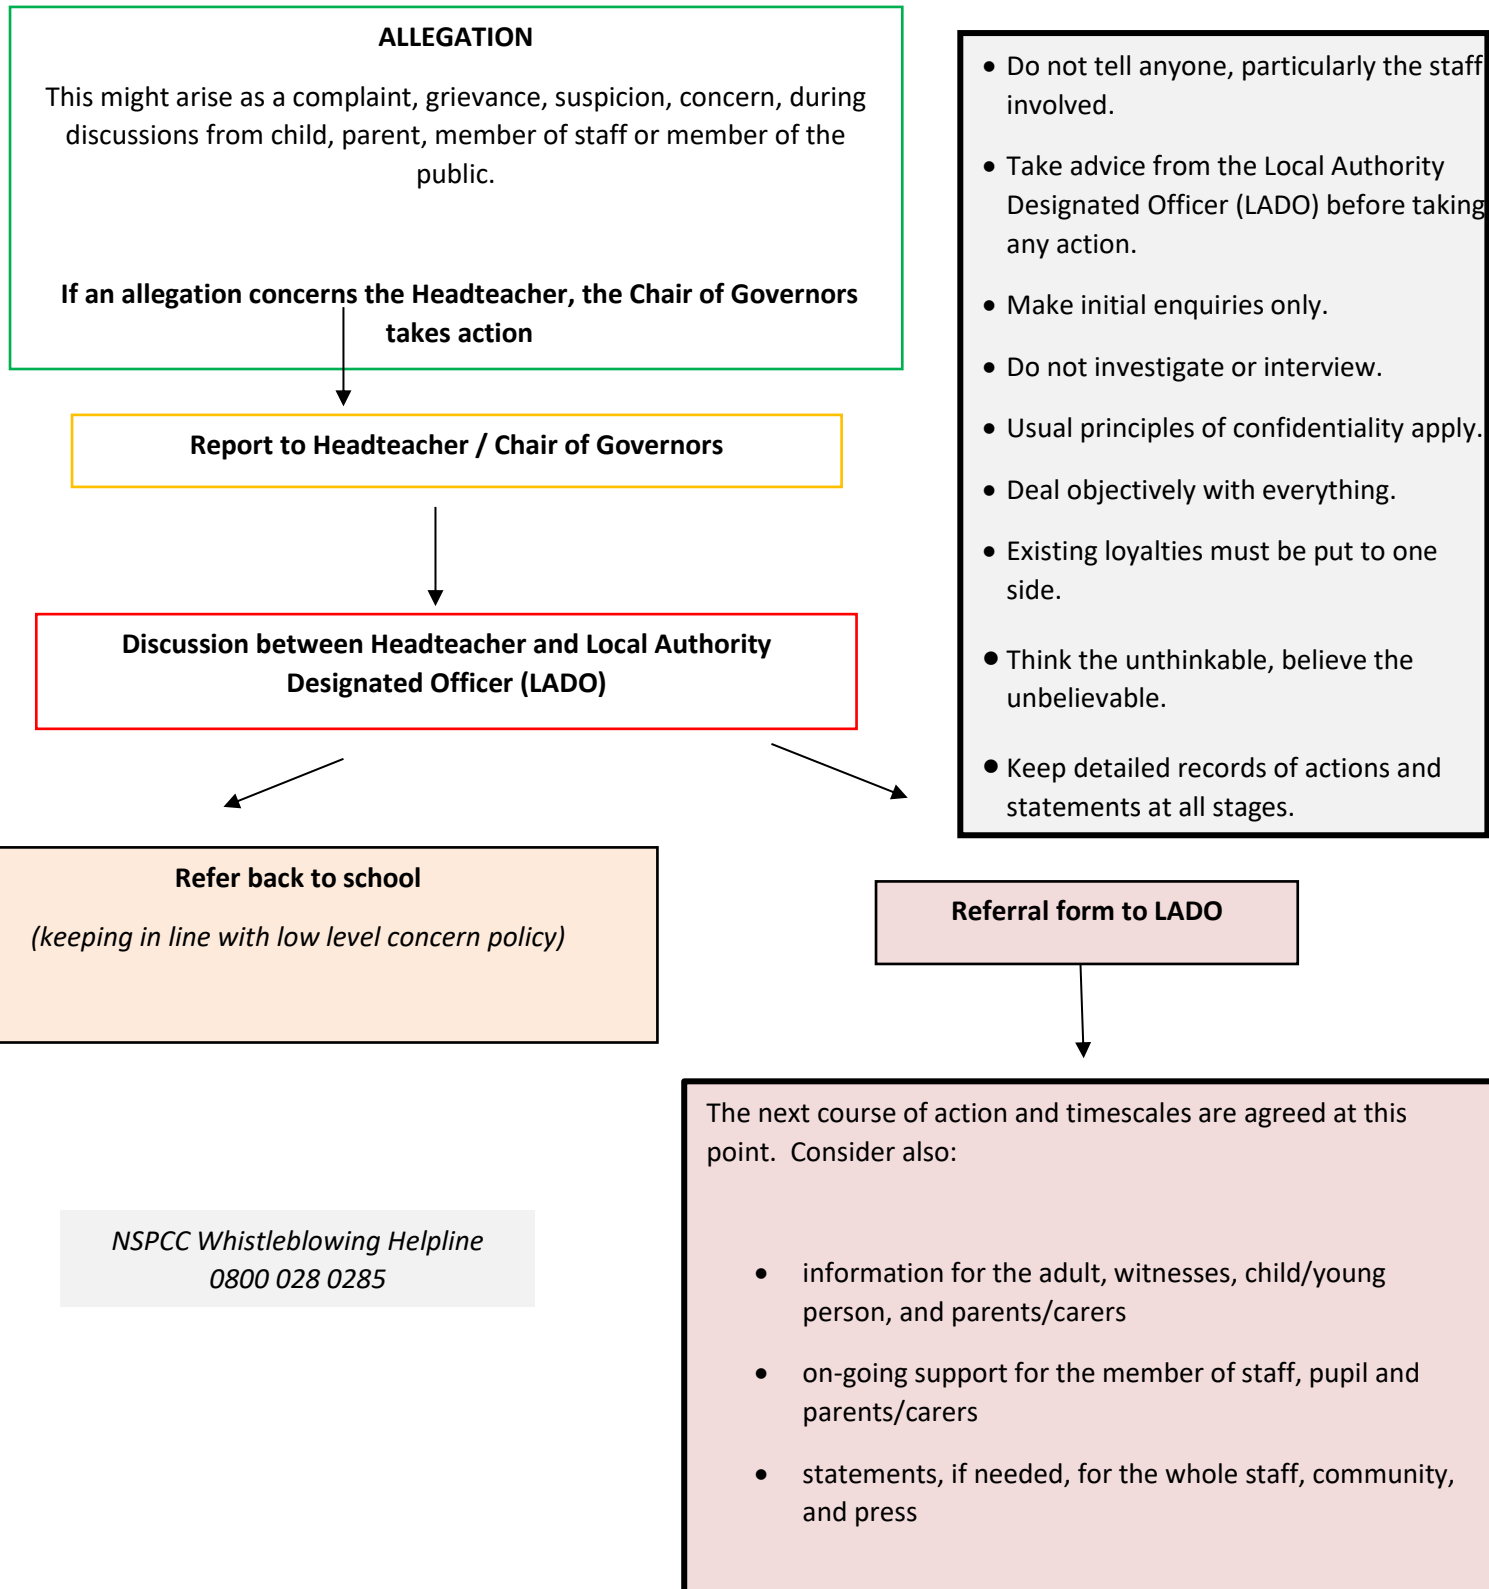 ALLEGATION
This might arise as a complaint, grievance, suspicion, concern, during
discussions from child, parent, member of staff or member of the
public.
If an allegation concerns the Headteacher, the Chair of Governors
takes action
Report to Headteacher / Chair of Governors
Discussion between Headteacher and Local Authority
Designated Officer (LADO)
• Do not tell anyone, particularly the staff
involved.
• Take advice from the Local Authority
Designated Officer (LADO) before taking
any action.
• Make initial enquiries only.
• Do not investigate or interview.
• Usual principles of confidentiality apply.
• Deal objectively with everything.
• Existing loyalties must be put to one
side.
• Think the unthinkable, believe the
unbelievable.
• Keep detailed records of actions and
statements at all stages.
Refer back to school
(keeping in line with low level concern policy)
Referral form to LADO
The next course of action and timescales are agreed at this
point.  Consider also:
• information for the adult, witnesses, child/young
person, and parents/carers
• on-going support for the member of staff, pupil and
parents/carers
• statements, if needed, for the whole staff, community,
and press
NSPCC Whistleblowing Helpline
0800 028 0285